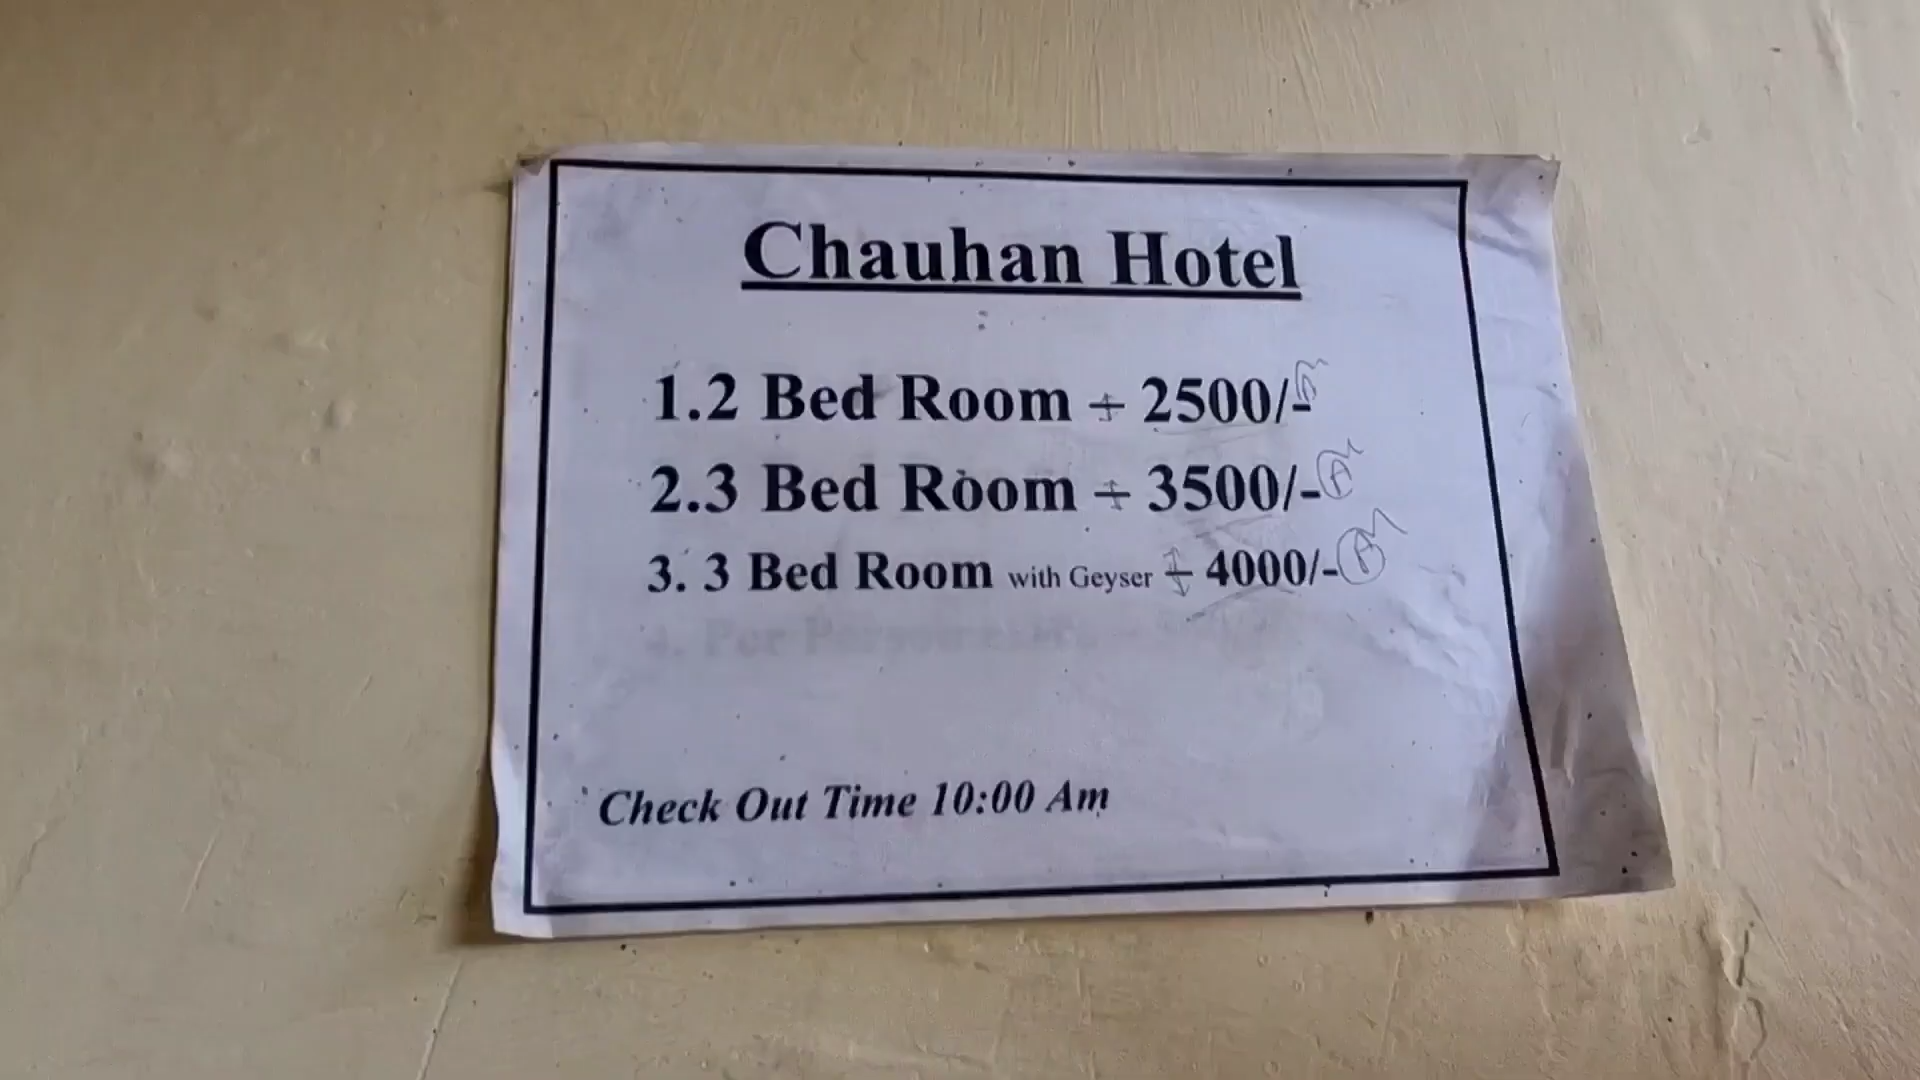 Chauhan Hotel
1.2 Bed Room - 2500/-
2.3 Bed Room - 3500/-
3. 3 Bed Room with Geyser - 4000/-
Check Out Time 10:00 Am